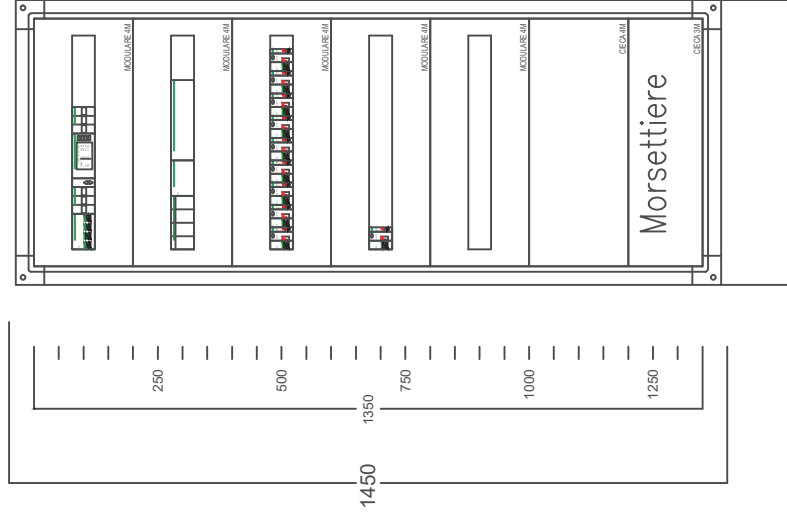 MODULARE 4M
MODULARE 4M
MODULARE 4M
MODULARE 4M
MODULARE 4M
CIECA 4M
CIECA 3M
Morsettiere
250
500
750
1000
1250
1350
1450